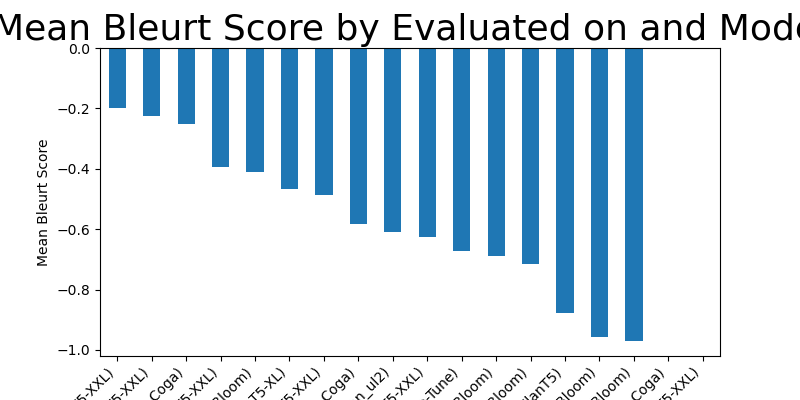 Mean Bleurt Score by Evaluated on and Mode
Mean Bleurt Score
0.0
−0.2
−0.4
−0.6
−0.8
−1.0
5-XXL)
5-XXL)
Coga)
5-XXL)
Bloom)
T5-XL)
5-XXL)
Coga)
n_ul2)
5-XXL)
-Tune)
Bloom)
Bloom)
lanT5)
Bloom)
Bloom)
Coga)
5-XXL)